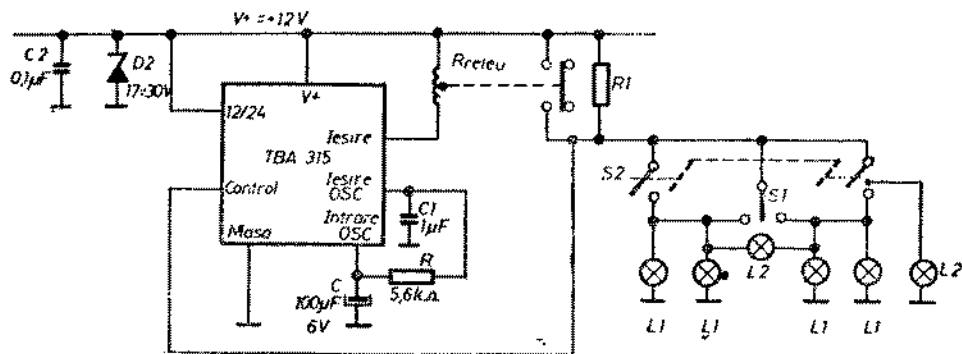 V+ = +12V
C2
0,1µF
D2
17÷30V
12/24
V+
Iesire
TBA 315
Control
Iesire
OSC
Intrare
OSC
Masa
Rreleu
R1
C1
1µF
R
5,6kΩ
C
100µF
6V
S2
S1
L2
L2
L1
L1
L1
L1